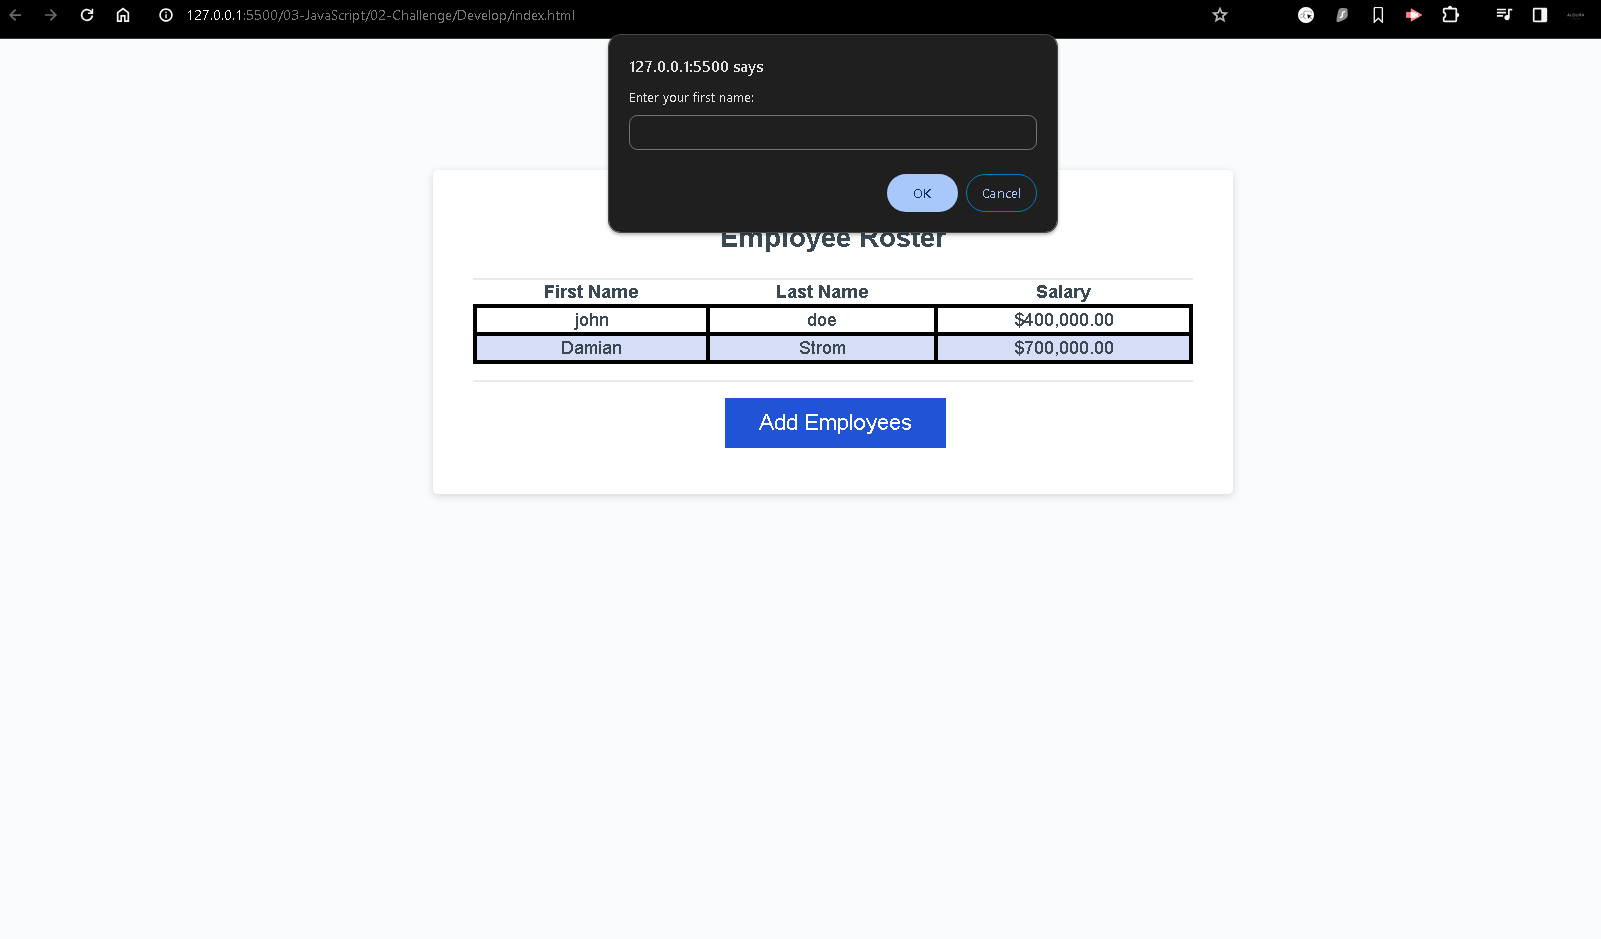 127.0.0.1:5500/03-JavaScript/02-Challenge/Develop/index.html
127.0.0.1:5500 says
Enter your first name:
OK Cancel
Employee Roster
First Name Last Name Salary
john doe $400,000.00
Damian Strom $700,000.00
Add Employees